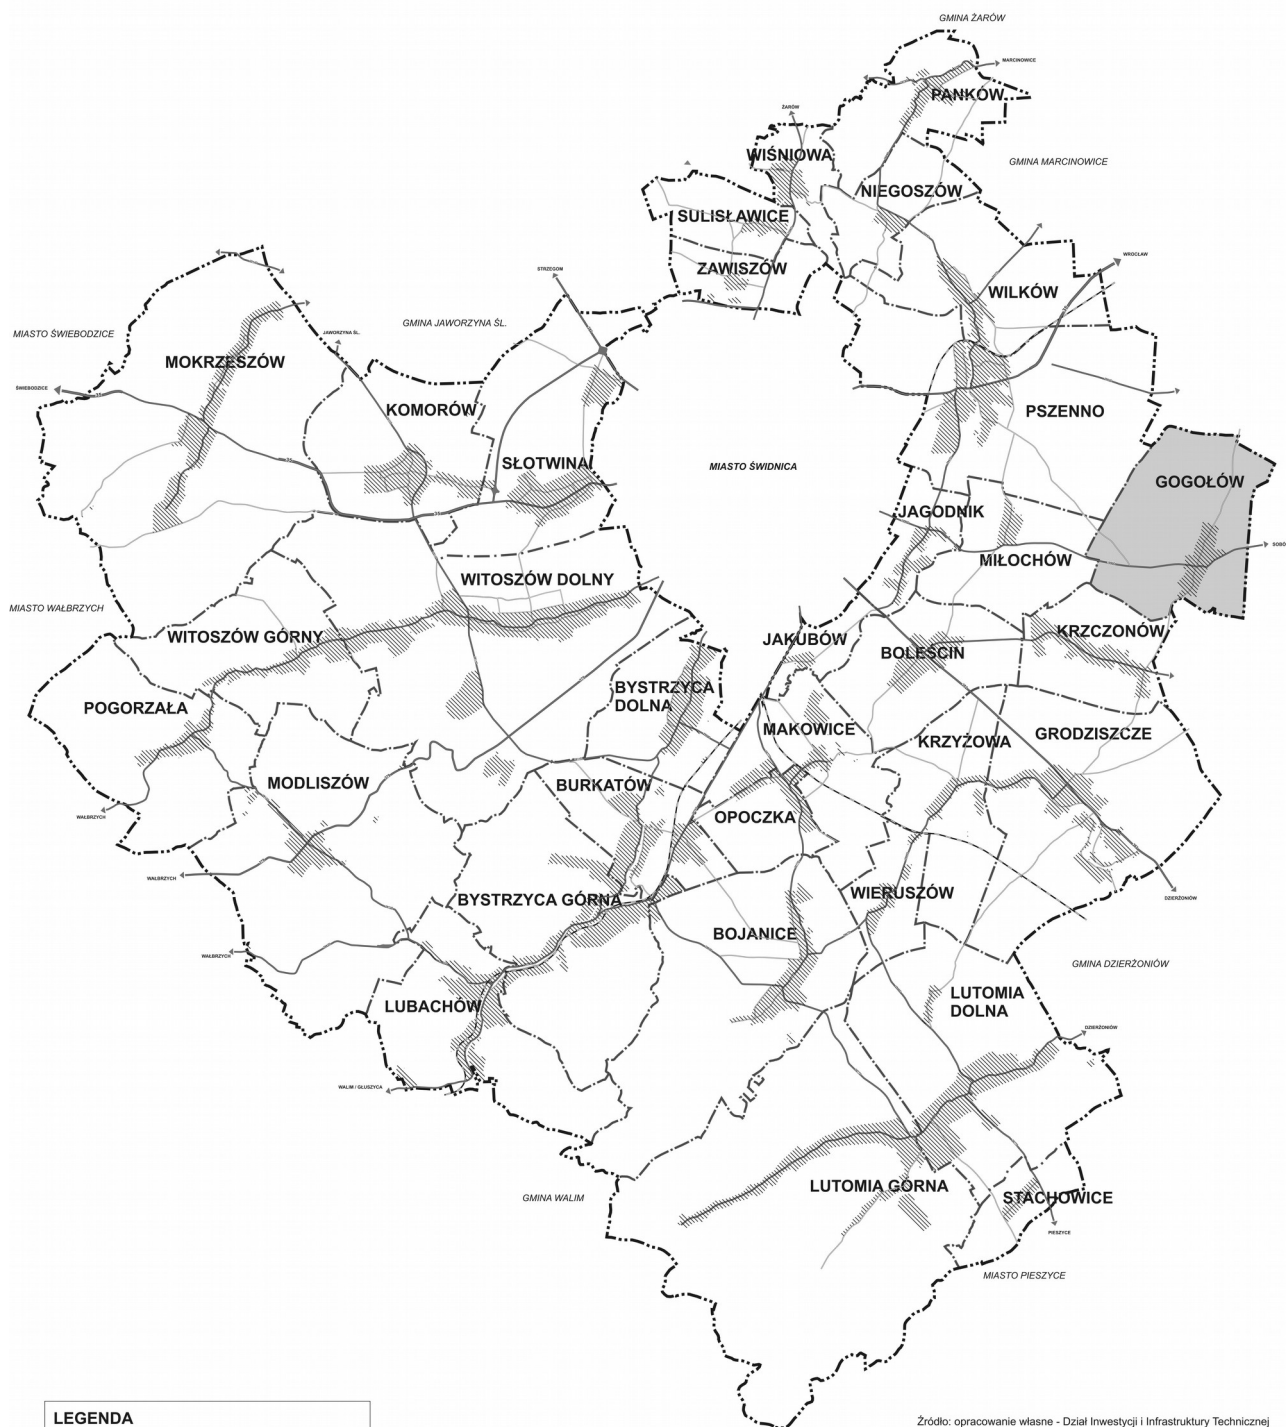 GMINA ŻARÓW
MARCINOWICE
PANKÓW
ŻARÓW
WIŚNIOWA
GMINA MARCINOWICE
NIEGOSZÓW
SULISŁAWICE
WROCŁAW
ZAWISZÓW
STRZEGOM
WILKÓW
GMINA JAWORZYNA ŚL.
MIASTO ŚWIEBODZICE
JAWORZYNA ŚL.
MOKRZESZÓW
ŚWIEBODZICE
35
KOMORÓW
PSZENNO
SŁOTWINA
MIASTO ŚWIDNICA
35
GOGOŁÓW
35
JAGODNIK
SOBÓ
MIŁOCHÓW
WITOSZÓW DOLNY
MIASTO WAŁBRZYCH
WITOSZÓW GÓRNY
JAKUBÓW
KRZCZONÓW
BOLEŚCIN
BYSTRZYCA
DOLNA
POGORZAŁA
MAKOWICE
KRZYŻOWA
GRODZISZCZE
MODLISZÓW
BURKATÓW
WAŁBRZYCH
OPOCZKA
WAŁBRZYCH
BYSTRZYCA GÓRNA
WIERUSZÓW
DZIERŻONIÓW
BOJANICE
WAŁBRZYCH
GMINA DZIERŻONIÓW
LUBACHÓW
LUTOMIA
DOLNA
DZIERŻONIÓW
WALIM / GŁUSZYCA
LUTOMIA GÓRNA
GMINA WALIM
STACHOWICE
PIESZYCE
MIASTO PIESZYCE
LEGENDA
Źródło: opracowanie własne - Dział Inwestycji i Infrastruktury Technicznej